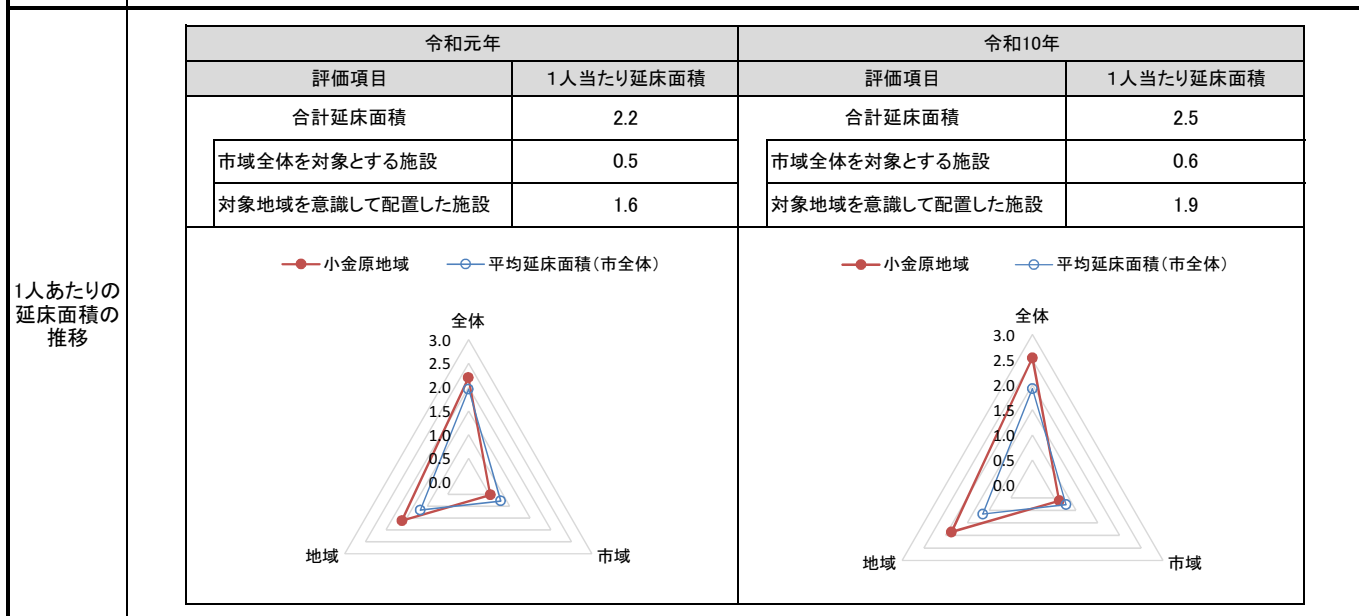 令和元年
令和10年
評価項目
1人当たり延床面積
評価項目
1人当たり延床面積
合計延床面積
2.2
合計延床面積
2.5
市域全体を対象とする施設
0.5
市域全体を対象とする施設
0.6
対象地域を意識して配置した施設
1.6
対象地域を意識して配置した施設
1.9
1人あたりの
延床面積の
推移
小金原地域
平均延床面積(市全体)
全体
3.0
2.5
2.0
1.5
1.0
0.5
0.0
地域
市域
小金原地域
平均延床面積(市全体)
全体
3.0
2.5
2.0
1.5
1.0
0.5
0.0
地域
市域